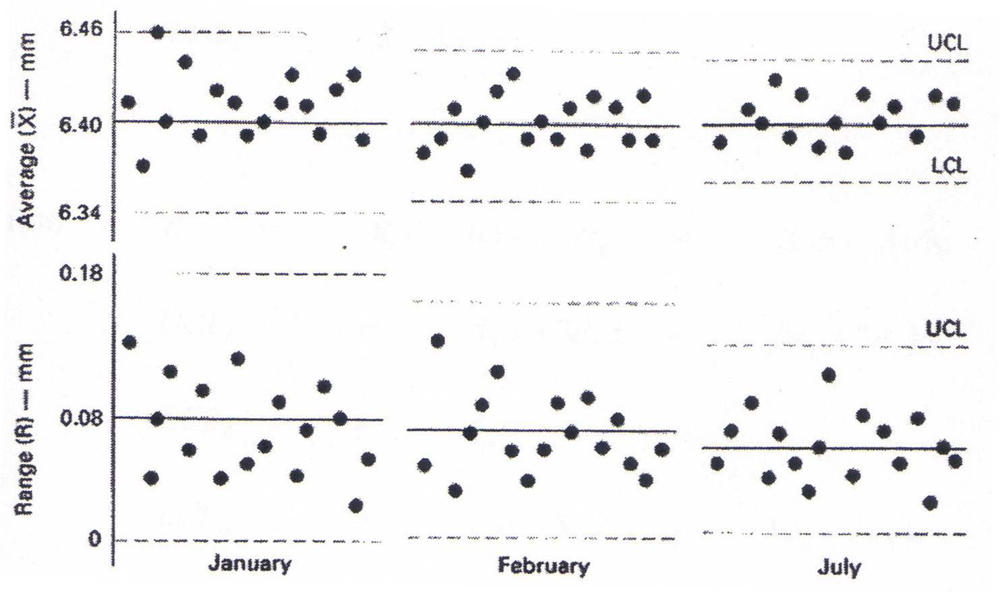 6.46
UCL
Average (X̄) — mm
6.40
LCL
6.34
0.18
UCL
Range (R) — mm
0.08
0
January
February
July